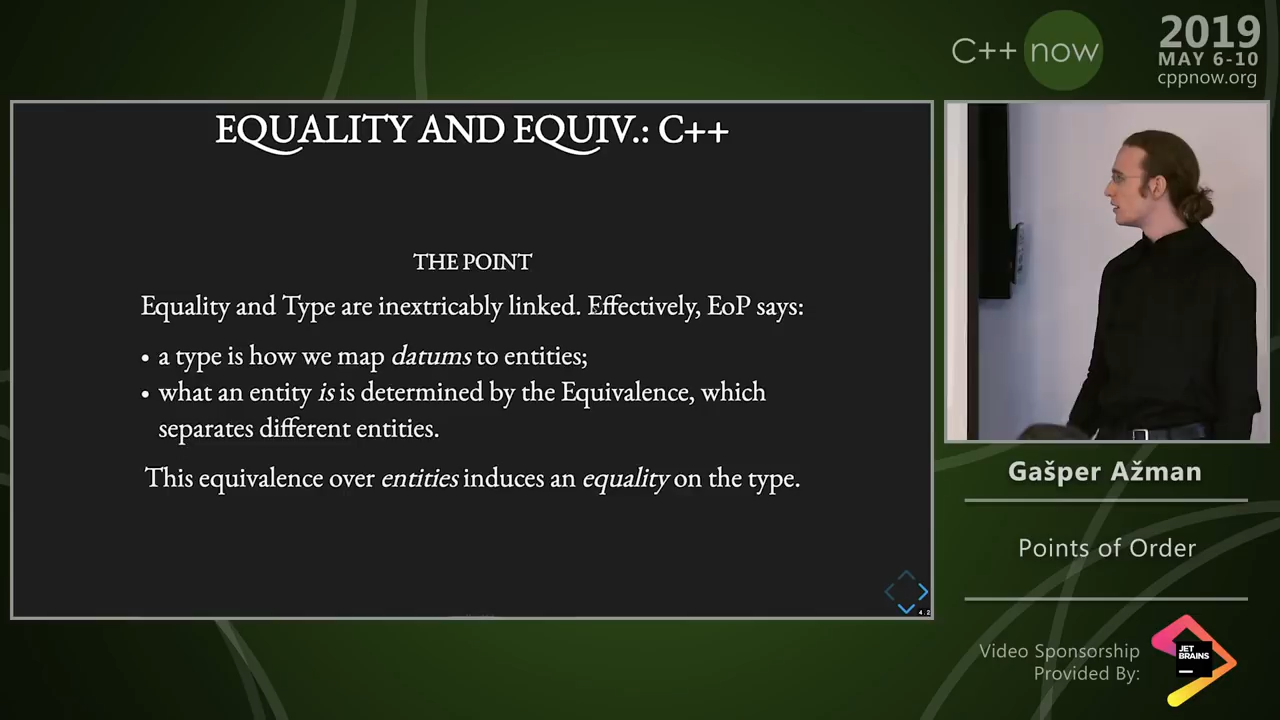 C++ now
2019
MAY 6-10
cppnow.org
EQUALITY AND EQUIV.: C++
THE POINT
Equality and Type are inextricably linked. Effectively, EoP says:
• a type is how we map datums to entities;
• what an entity is is determined by the Equivalence, which
separates different entities.
This equivalence over entities induces an equality on the type.
4.2
Gašper Ažman
Points of Order
Video Sponsorship
Provided By:
JET
BRAINS